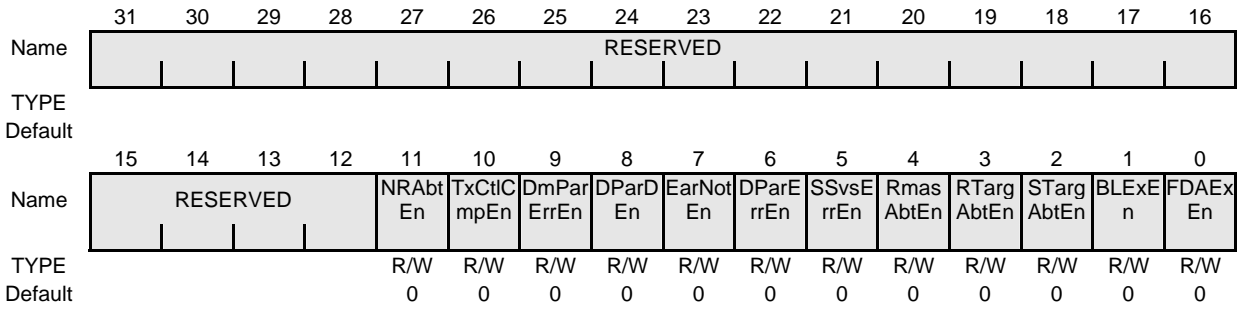 31 30 29 28 27 26 25 24 23 22 21 20 19 18 17 16
Name RESERVED
TYPE
Default
15 14 13 12 11 10 9 8 7 6 5 4 3 2 1 0
Name RESERVED NRAbt En TxCtlC mpEn DmPar ErrEn DParD En EarNot En DParE rrEn SSvsE rrEn Rmas AbtEn RTarg AbtEn STarg AbtEn BLExE n FDAEx En
TYPE R/W R/W R/W R/W R/W R/W R/W R/W R/W R/W R/W R/W
Default 0 0 0 0 0 0 0 0 0 0 0 0